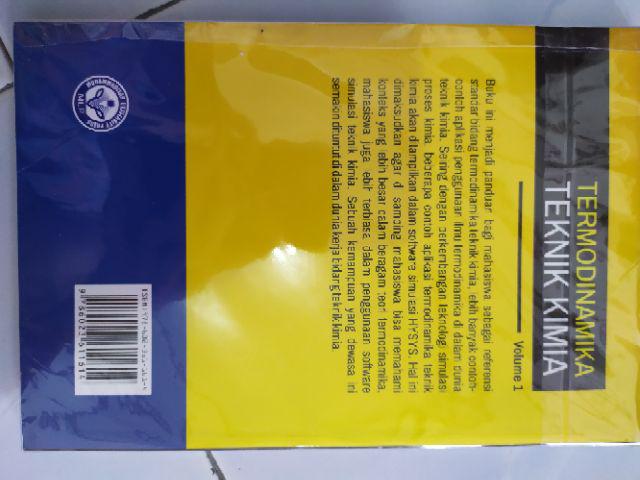 TERMODINAMIKA
TEKNIK KIMIA
Volume 1
Buku ini menjadi panduan bagi mahasiswa sebagai referensi
standar bidang termodinamika teknik kimia, lebih banyak contoh-
contoh aplikasi penggunaan ilmu termodinamika di dalam dunia
teknik kimia. Seiring dengan perkembangan teknologi simulasi
proses kimia, beberapa contoh aplikasi termodinamika teknik
kimia akan ditampilkan dalam software simulasi HYSYS. Hal ini
dimaksudkan agar di samping mahasiswa bisa memahami
konteks yang lebih besar dalam beragam teori termodinamika,
mahasiswa juga lebih terbiasa dalam penggunaan software
simulasi teknik kimia. Sebuah kemampuan yang dewasa ini
semakin dituntut di dalam dunia kerja bidang teknik kimia.